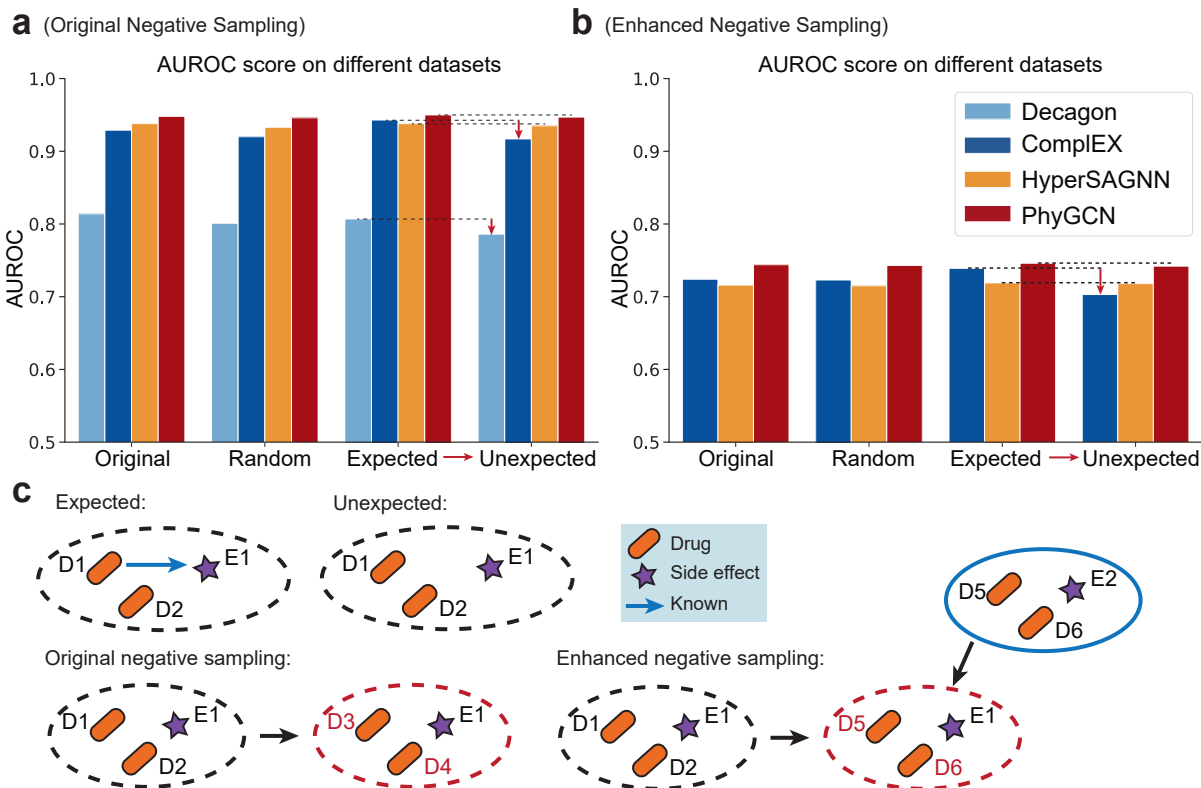 a (Original Negative Sampling)
AUROC score on different datasets
AUROC
1.0
0.9
0.8
0.7
0.6
0.5
Original
Random
Expected
Unexpected
b (Enhanced Negative Sampling)
AUROC score on different datasets
AUROC
1.0
0.9
0.8
0.7
0.6
0.5
Decagon
ComplEX
HyperSAGNN
PhyGCN
Original
Random
Expected
Unexpected
c
Expected:
D1
E1
D2
Unexpected:
D1
E1
D2
Drug
Side effect
Known
D5
E2
D6
Original negative sampling:
D1
E1
D2
D3
E1
D4
Enhanced negative sampling:
D1
E1
D2
D5
E1
D6